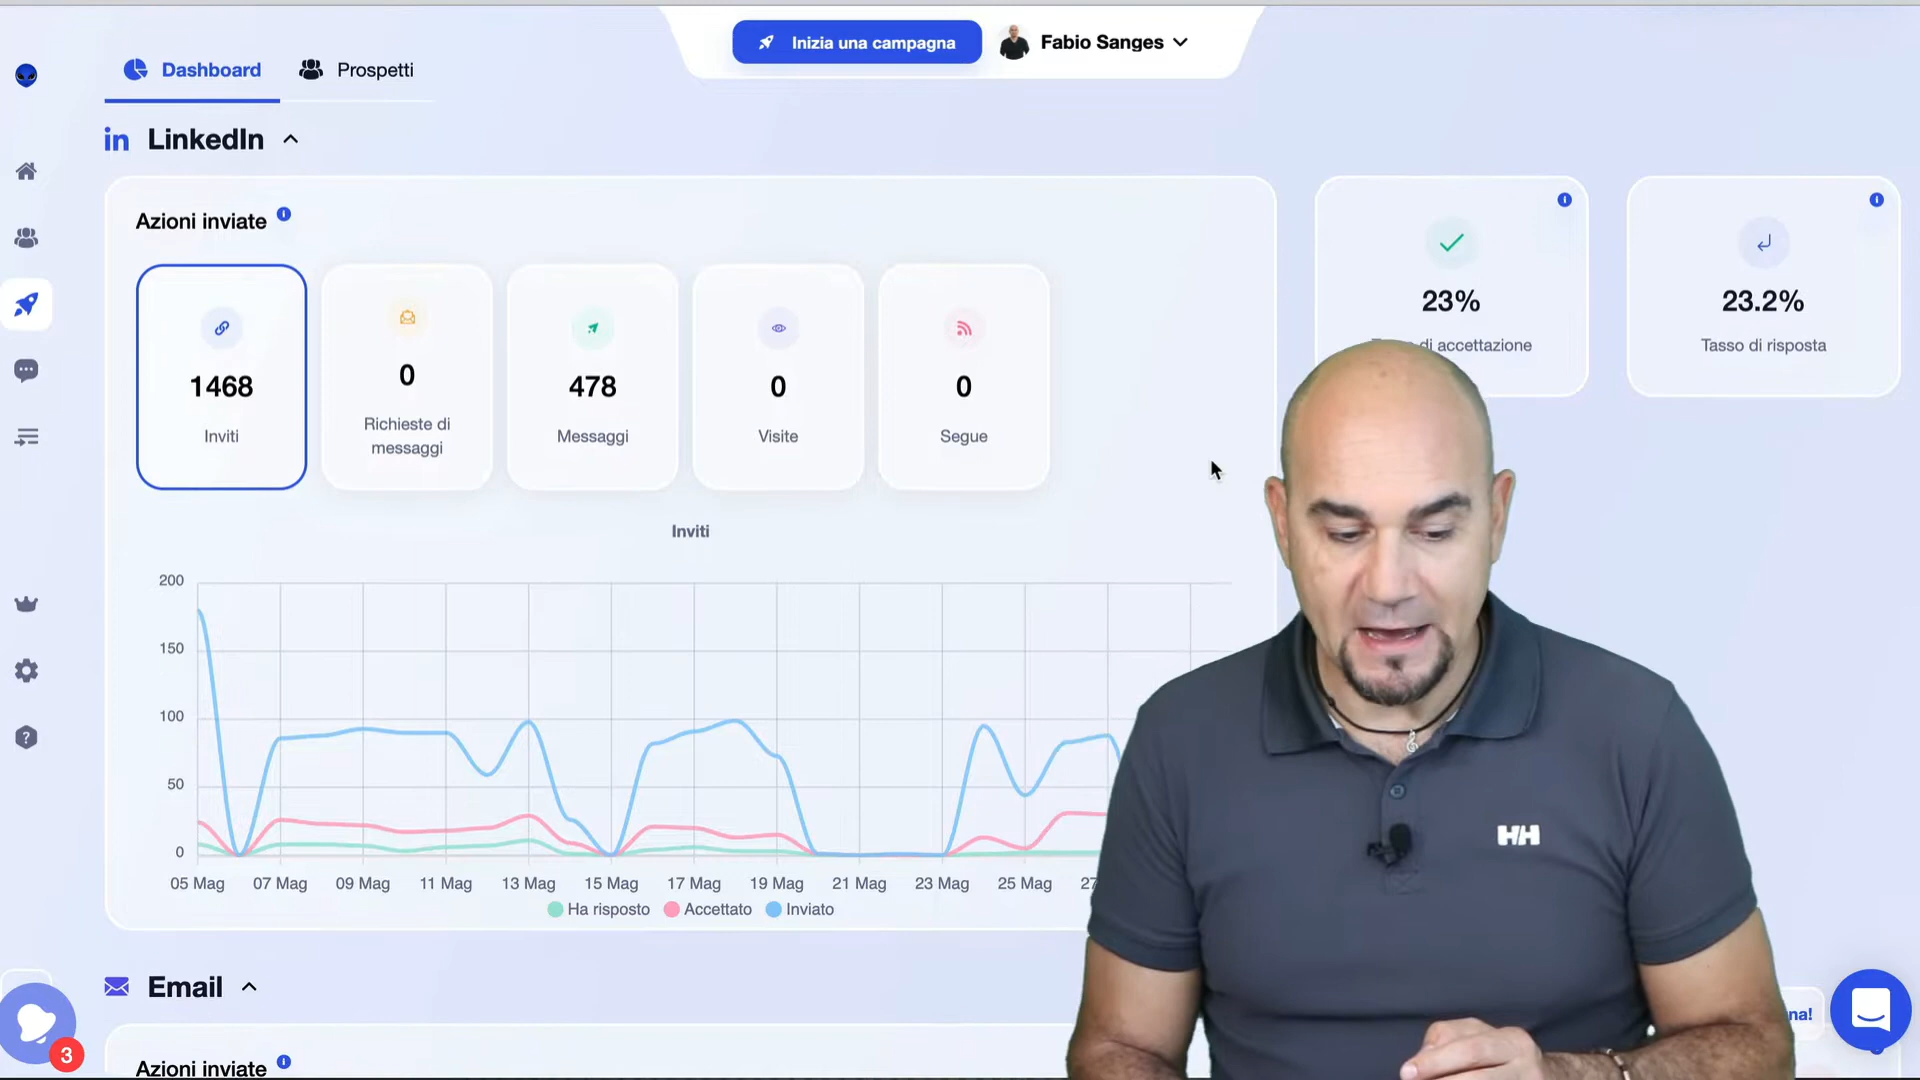 Inizia una campagna
Fabio Sanges
Dashboard
Prospetti
in LinkedIn
Azioni inviate
1468
Inviti
0
Richieste di
messaggi
478
Messaggi
0
Visite
0
Segue
23%
di accettazione
23.2%
Tasso di risposta
Inviti
200
150
100
50
0
05 Mag
07 Mag
09 Mag
11 Mag
13 Mag
15 Mag
17 Mag
19 Mag
21 Mag
23 Mag
25 Mag
27
Ha risposto
Accettato
Inviato
HH
Email
3
Azioni inviate
na!